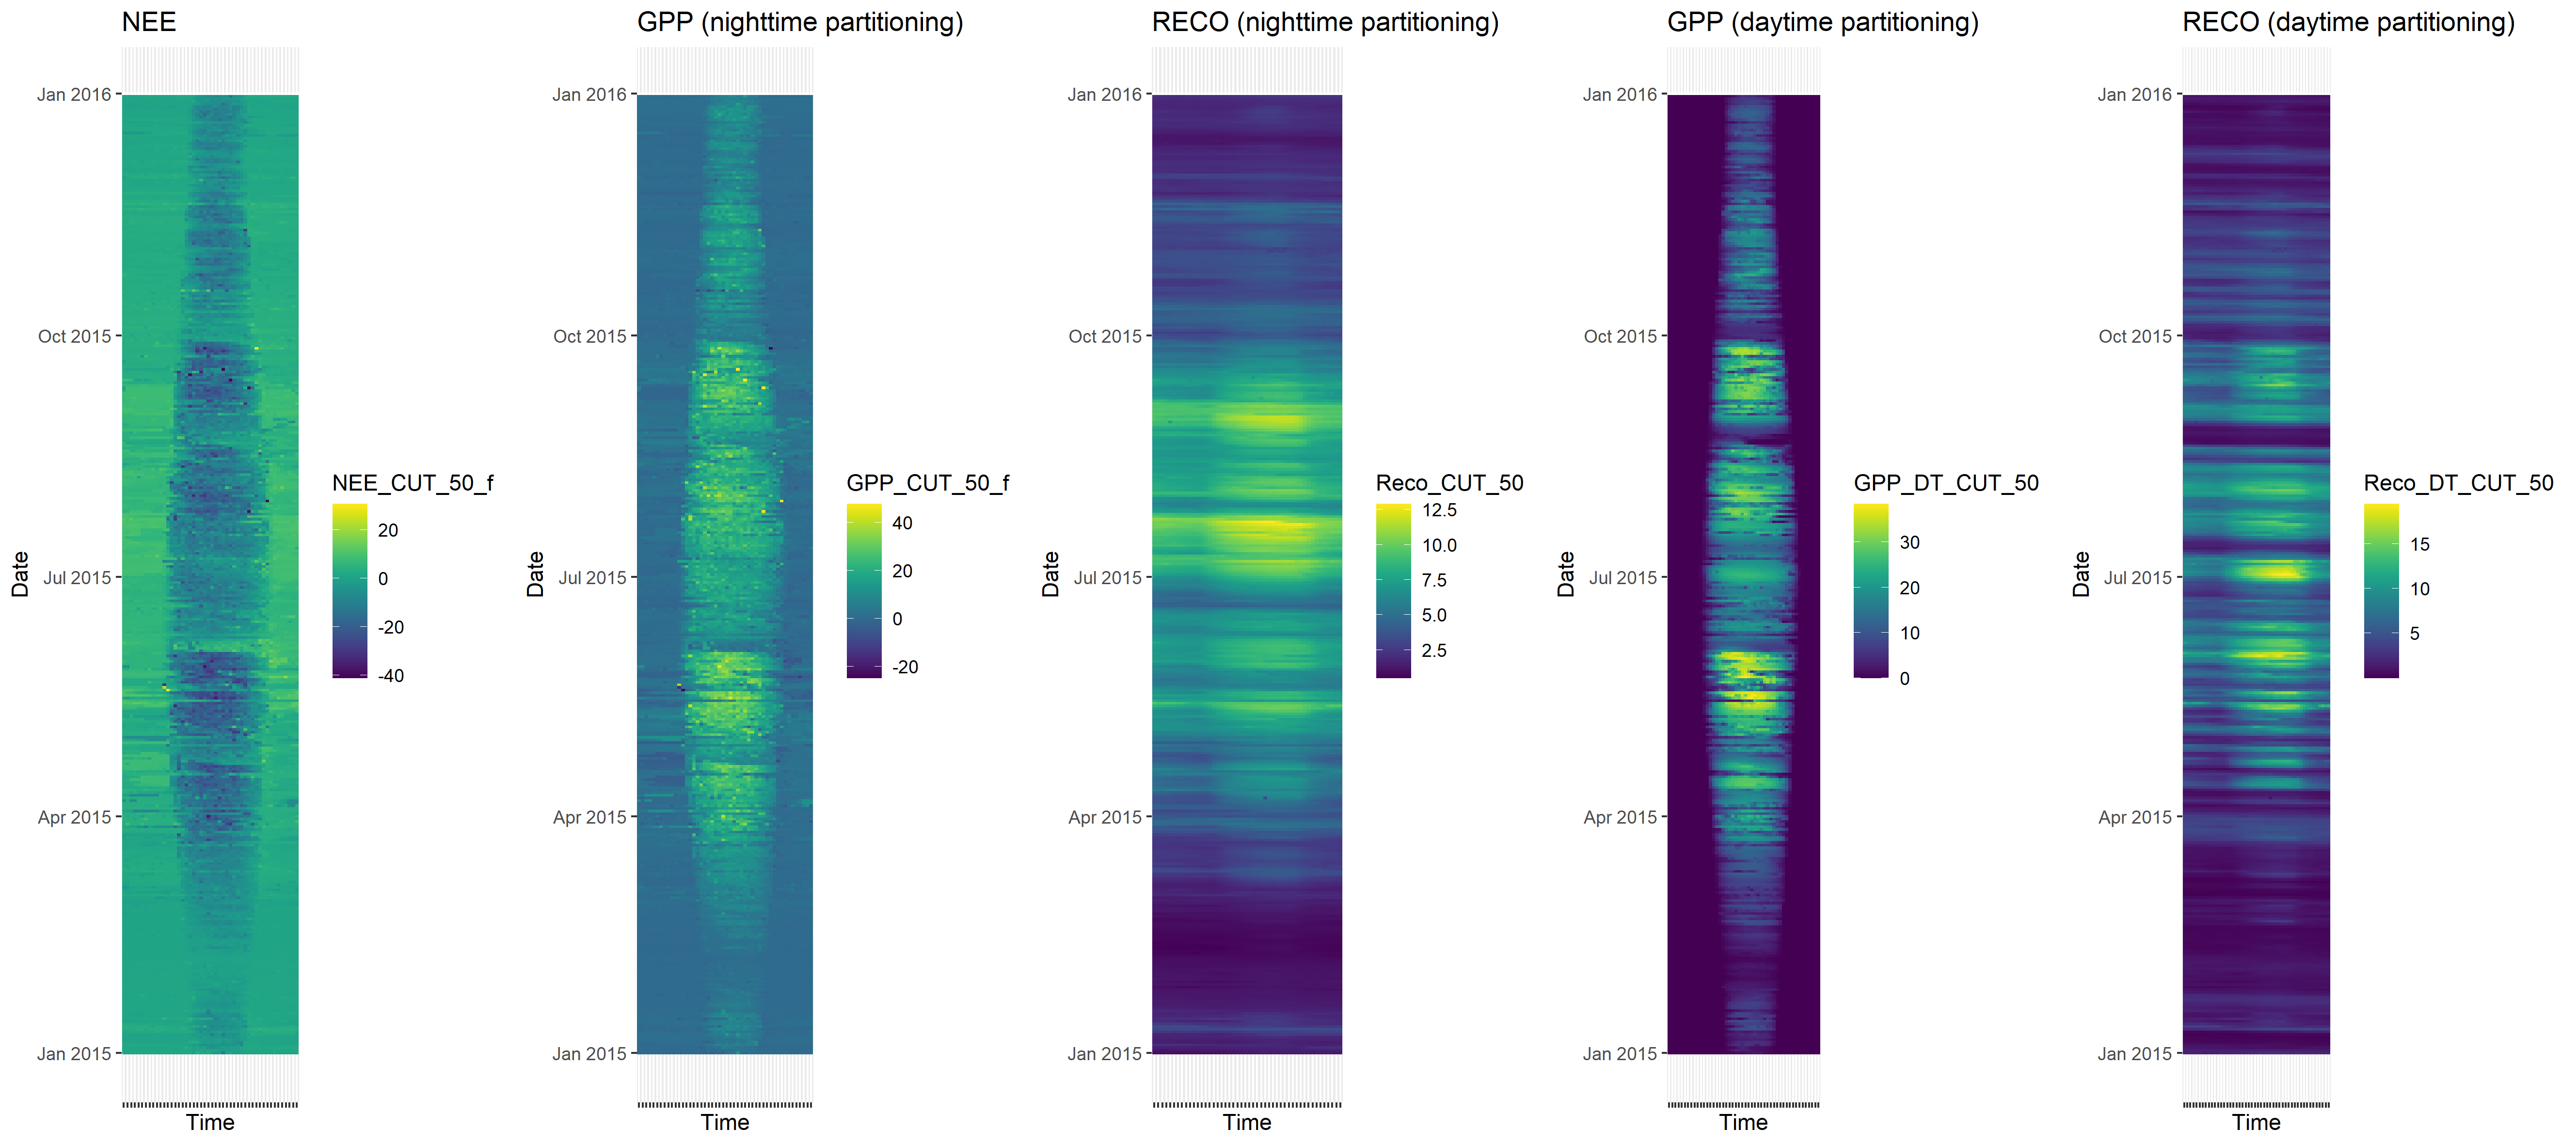 NEE
Jan 2016
Oct 2015
Jul 2015
Apr 2015
Jan 2015
Date
Time
NEE_CUT_50_f
20
0
-20
-40
GPP (nighttime partitioning)
Jan 2016
Oct 2015
Jul 2015
Apr 2015
Jan 2015
Date
Time
GPP_CUT_50_f
40
20
0
-20
RECO (nighttime partitioning)
Jan 2016
Oct 2015
Jul 2015
Apr 2015
Jan 2015
Date
Time
Reco_CUT_50
12.5
10.0
7.5
5.0
2.5
GPP (daytime partitioning)
Jan 2016
Oct 2015
Jul 2015
Apr 2015
Jan 2015
Date
Time
GPP_DT_CUT_50
30
20
10
0
RECO (daytime partitioning)
Jan 2016
Oct 2015
Jul 2015
Apr 2015
Jan 2015
Date
Time
Reco_DT_CUT_50
15
10
5